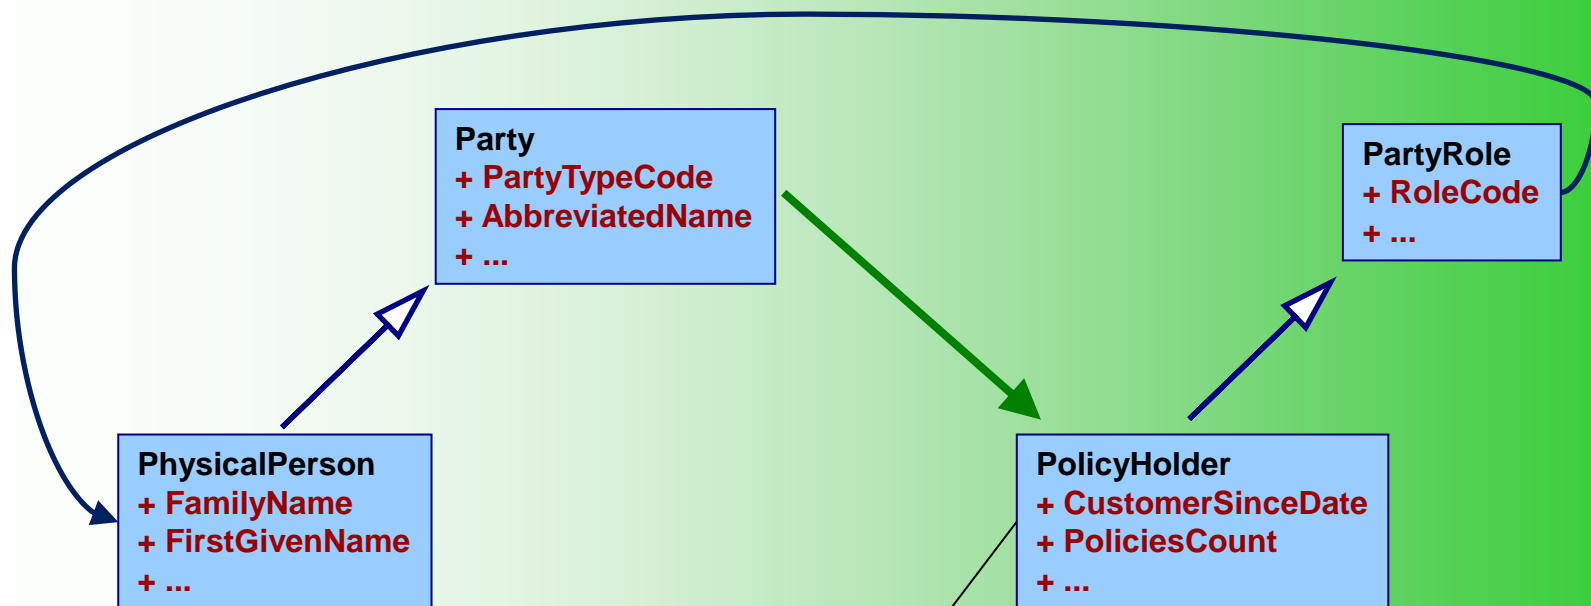 Party
+ PartyTypeCode
+ AbbreviatedName
+ ...
PartyRole
+ RoleCode
+ ...
PhysicalPerson
+ FamilyName
+ FirstGivenName
+ ...
PolicyHolder
+ CustomerSinceDate
+ PoliciesCount
+ ...